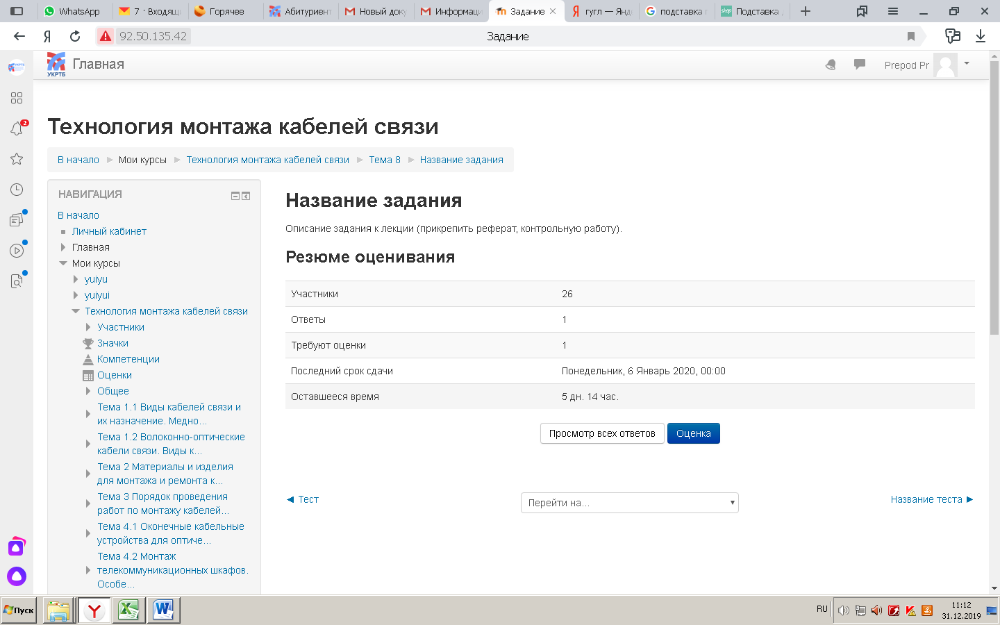 WhatsApp
7 · Входящи
Горячее
Абитуриент
Новый доку
Информаци
Задание
гугл — Янд
подставка п
Подставка д
92.50.135.42
Задание
УКРТБ
Главная
Prepod Pr
2
Технология монтажа кабелей связи
В начало ► Мои курсы ► Технология монтажа кабелей связи ► Тема 8 ► Название задания
НАВИГАЦИЯ
В начало
Личный кабинет
Главная
Мои курсы
yuiyu
yuiyui
Технология монтажа кабелей связи
Участники
Значки
Компетенции
Оценки
Общее
Тема 1.1 Виды кабелей связи и
их назначение. Медно...
Тема 1.2 Волоконно-оптические
кабели связи. Виды к...
Тема 2 Материалы и изделия
для монтажа и ремонта к...
Тема 3 Порядок проведения
работ по монтажу кабелей...
Тема 4.1 Оконечные кабельные
устройства для оптиче...
Тема 4.2 Монтаж
телекоммуникационных шкафов.
Особе...
Название задания
Описание задания к лекции (прикрепить реферат, контрольную работу).
Резюме оценивания
Участники 26
Ответы 1
Требуют оценки 1
Последний срок сдачи Понедельник, 6 Январь 2020, 00:00
Оставшееся время 5 дн. 14 час.
Просмотр всех ответов Оценка
◄ Тест
Перейти на...
Название теста ►
Пуск
RU
11:12
31.12.2019